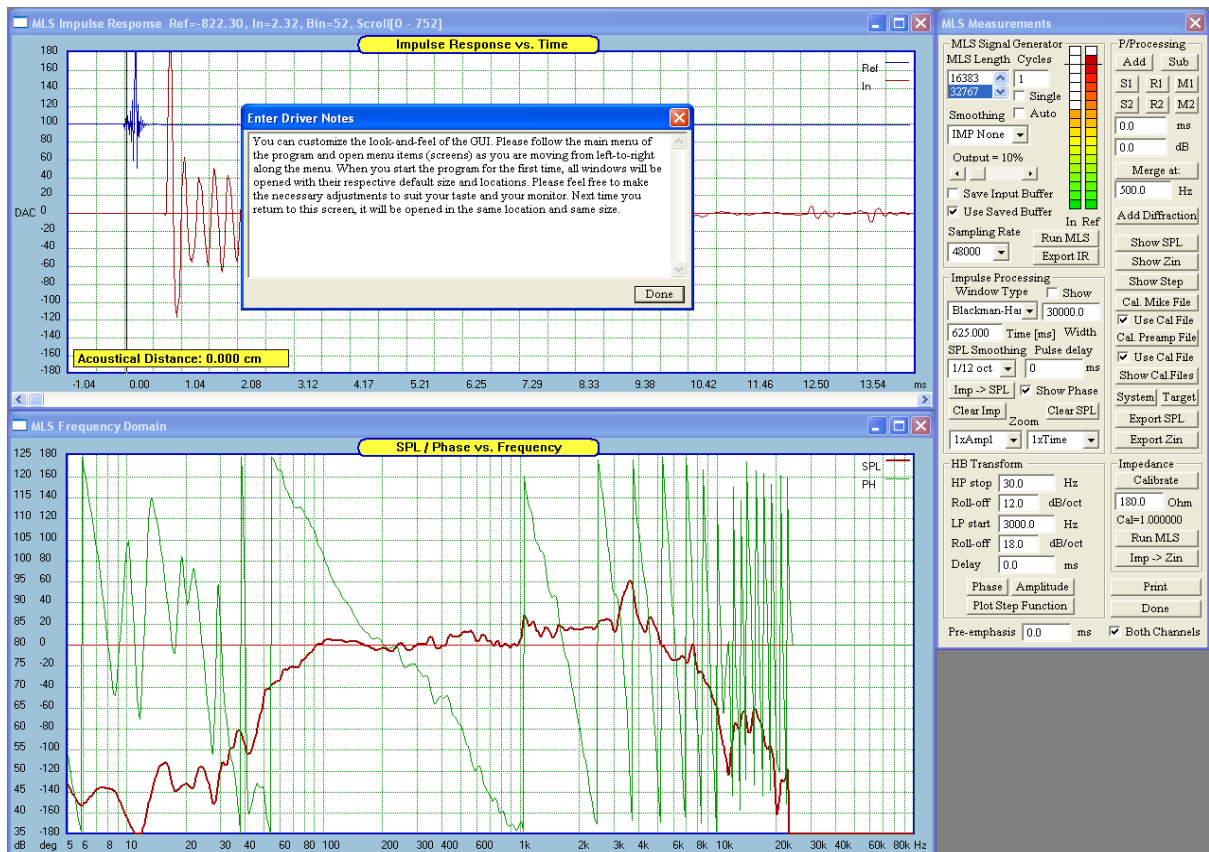 MLS Impulse Response Ref=-822.30, In=2.32, Bin=52, Scroll[0 - 752]
Impulse Response vs. Time
180
160
140
120
100
80
60
40
20
DAC 0
-20
-40
-60
-80
-100
-120
-140
-160
-180
Ref
In
Acoustical Distance: 0.000 cm
-1.04 0.00 1.04 2.08 3.12 4.17 5.21 6.25 7.29 8.33 9.38 10.42 11.46 12.50 13.54 ms
Enter Driver Notes
You can customize the look-and-feel of the GUI. Please follow the main menu of
the program and open menu items (screens) as you are moving from left-to-right
along the menu. When you start the program for the first time, all windows will be
opened with their respective default size and locations. Please feel free to make
the necessary adjustments to suit your taste and your monitor. Next time you
return to this screen, it will be opened in the same location and same size.
Done
MLS Frequency Domain
SPL / Phase vs. Frequency
125 180
120 160
115 140
110 120
105 100
100 80
95 60
90 40
85 20
80 0
75 -20
70 -40
65 -60
60 -80
55 -100
50 -120
45 -140
40 -160
35 -180
SPL
PH
dB deg 5 6 8 10 20 30 40 60 80 100 200 300 400 600 1k 2k 3k 4k 6k 8k 10k 20k 30k 40k 60k 80k Hz
MLS Measurements
MLS Signal Generator
MLS Length Cycles
16383 1
32767 Single
Smoothing Auto
IMP None
Output = 10%
Save Input Buffer
Use Saved Buffer
In Ref
Sampling Rate Run MLS
48000 Export IR
Impulse Processing
Window Type Show
Blackman-Har 30000.0
625.000 Time [ms] Width
SPL Smoothing Pulse delay
1/12 oct 0 ms
Imp -> SPL Show Phase
Clear Imp Clear SPL
Zoom
1xAmpl 1xTime
HB Transform
HP stop 30.0 Hz
Roll-off 12.0 dB/oct
LP start 3000.0 Hz
Roll-off 18.0 dB/oct
Delay 0.0 ms
Phase Amplitude
Plot Step Function
Pre-emphasis 0.0 ms
P/Processing
Add Sub
S1 R1 M1
S2 R2 M2
0.0 ms
0.0 dB
Merge at:
500.0 Hz
Add Diffraction
Show SPL
Show Zin
Show Step
Cal. Mike File
Use Cal File
Cal. Preamp File
Use Cal File
Show Cal Files
System Target
Export SPL
Export Zin
Impedance
Calibrate
180.0 Ohm
Cal=1.000000
Run MLS
Imp -> Zin
Print
Done
Both Channels